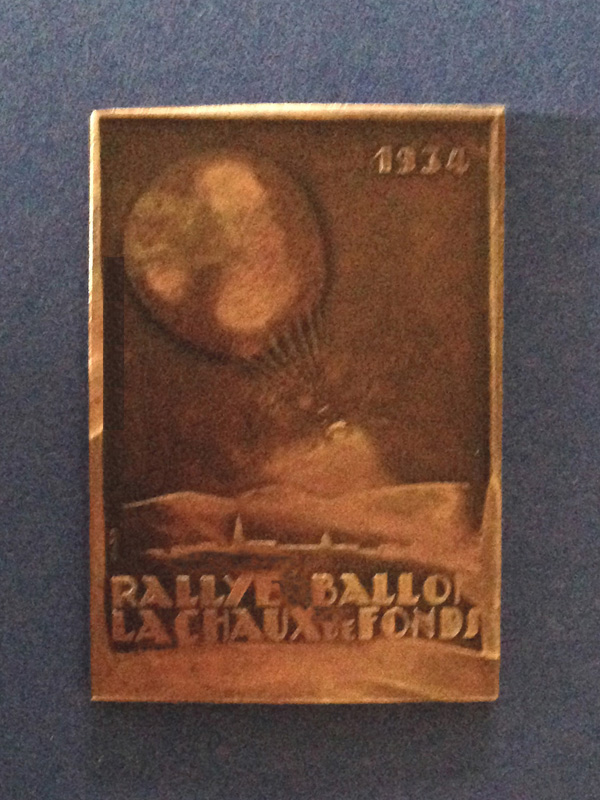 1934
RALLYE BALLON
LA CHAUX DE FONDS